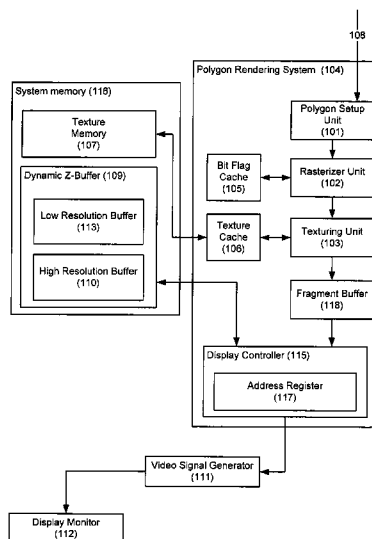 108
Polygon Rendering System (104)
System memory (116)
Polygon Setup
Unit
(101)
Texture
Memory
(107)
Bit Flag
Cache
(105)
Rasterizer Unit
(102)
Dynamic Z-Buffer (109)
Low Resolution Buffer
(113)
Texture
Cache
(106)
Texturing Unit
(103)
High Resolution Buffer
(110)
Fragment Buffer
(118)
Display Controller (115)
Address Register
(117)
Video Signal Generator
(111)
Display Monitor
(112)